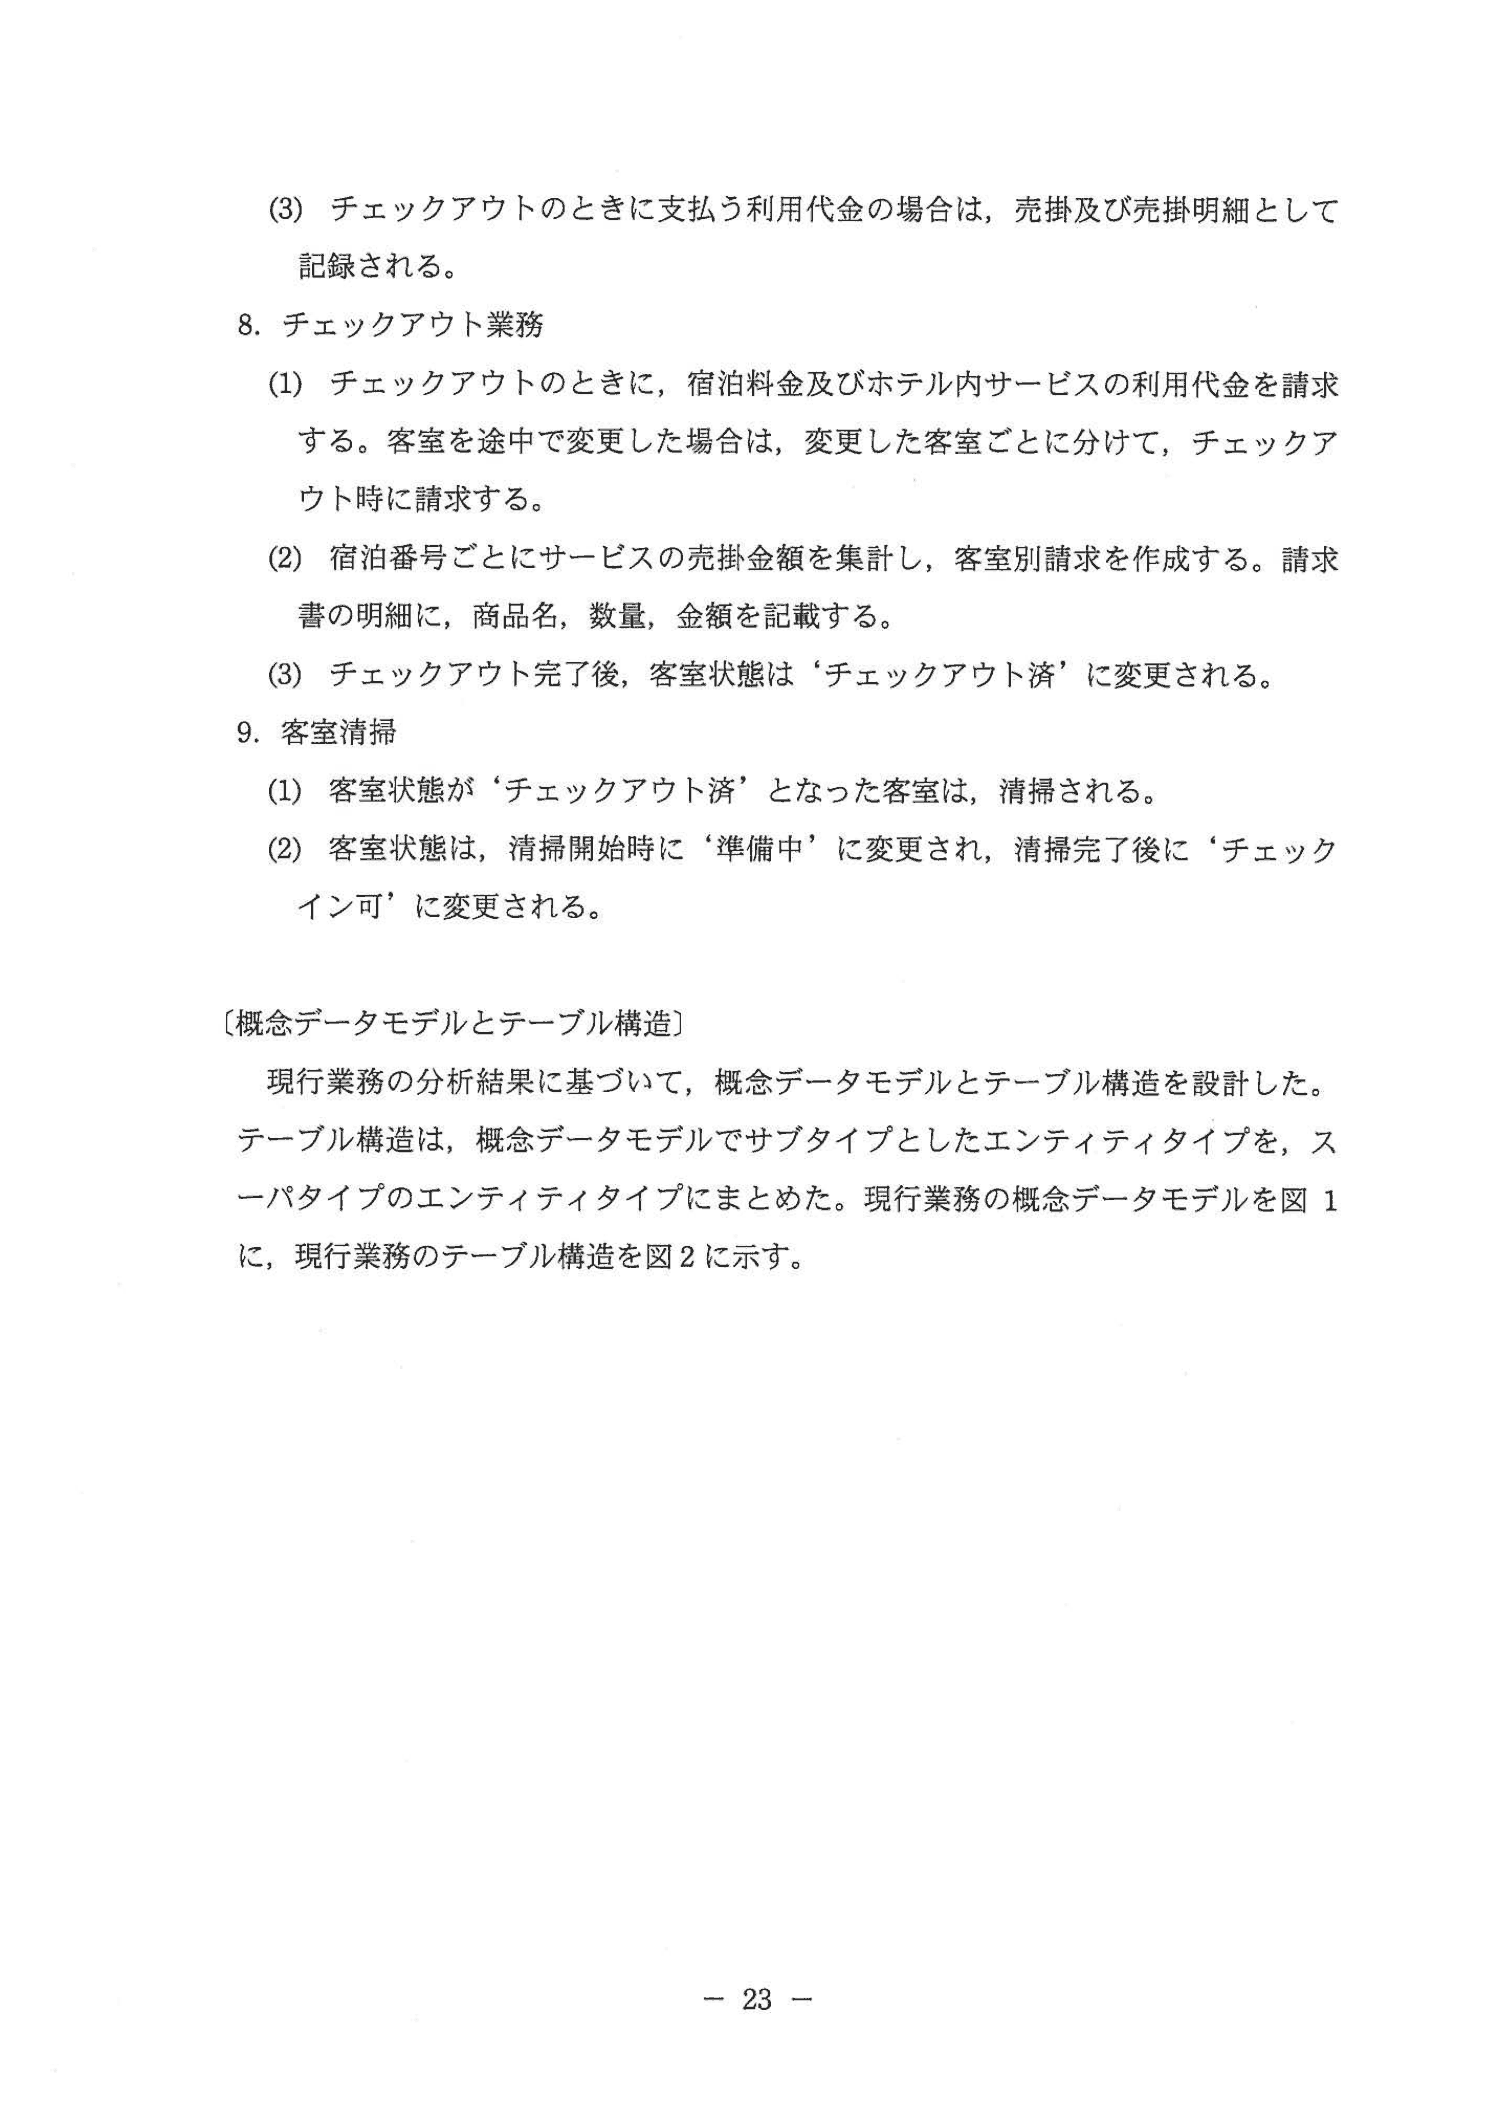 (3) チェックアウトのときに支払う利用代金の場合は，売掛及び売掛明細として
記録される。
8. チェックアウト業務
(1) チェックアウトのときに，宿泊料金及びホテル内サービスの利用代金を請求
する。客室を途中で変更した場合は，変更した客室ごとに分けて，チェックア
ウト時に請求する。
(2) 宿泊番号ごとにサービスの売掛金額を集計し，客室別請求を作成する。請求
書の明細に，商品名，数量，金額を記載する。
(3) チェックアウト完了後，客室状態は‘チェックアウト済’に変更される。
9. 客室清掃
(1) 客室状態が‘チェックアウト済’となった客室は，清掃される。
(2) 客室状態は，清掃開始時に‘準備中’に変更され，清掃完了後に‘チェック
イン可’に変更される。
〔概念データモデルとテーブル構造〕
現行業務の分析結果に基づいて，概念データモデルとテーブル構造を設計した。
テーブル構造は，概念データモデルでサブタイプとしたエンティティタイプを，ス
ーパタイプのエンティティタイプにまとめた。現行業務の概念データモデルを図 1
に，現行業務のテーブル構造を図 2 に示す。
－ 23 －